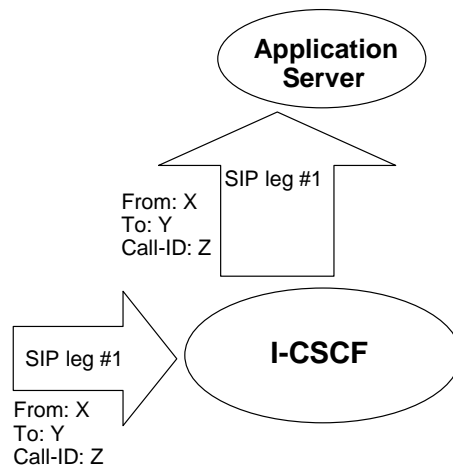 Application
Server
SIP leg #1
From: X
To: Y
Call-ID: Z
I-CSCF
SIP leg #1
From: X
To: Y
Call-ID: Z